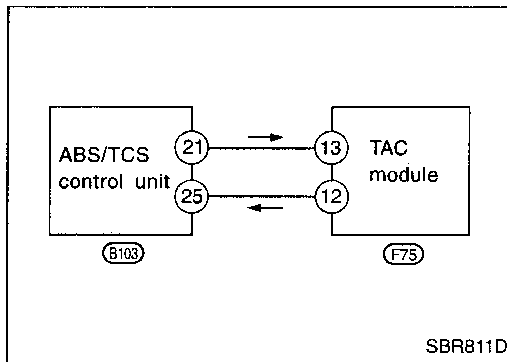 ABS/TCS
control unit
21
25
13
12
TAC
module
B103
F75
SBR811D